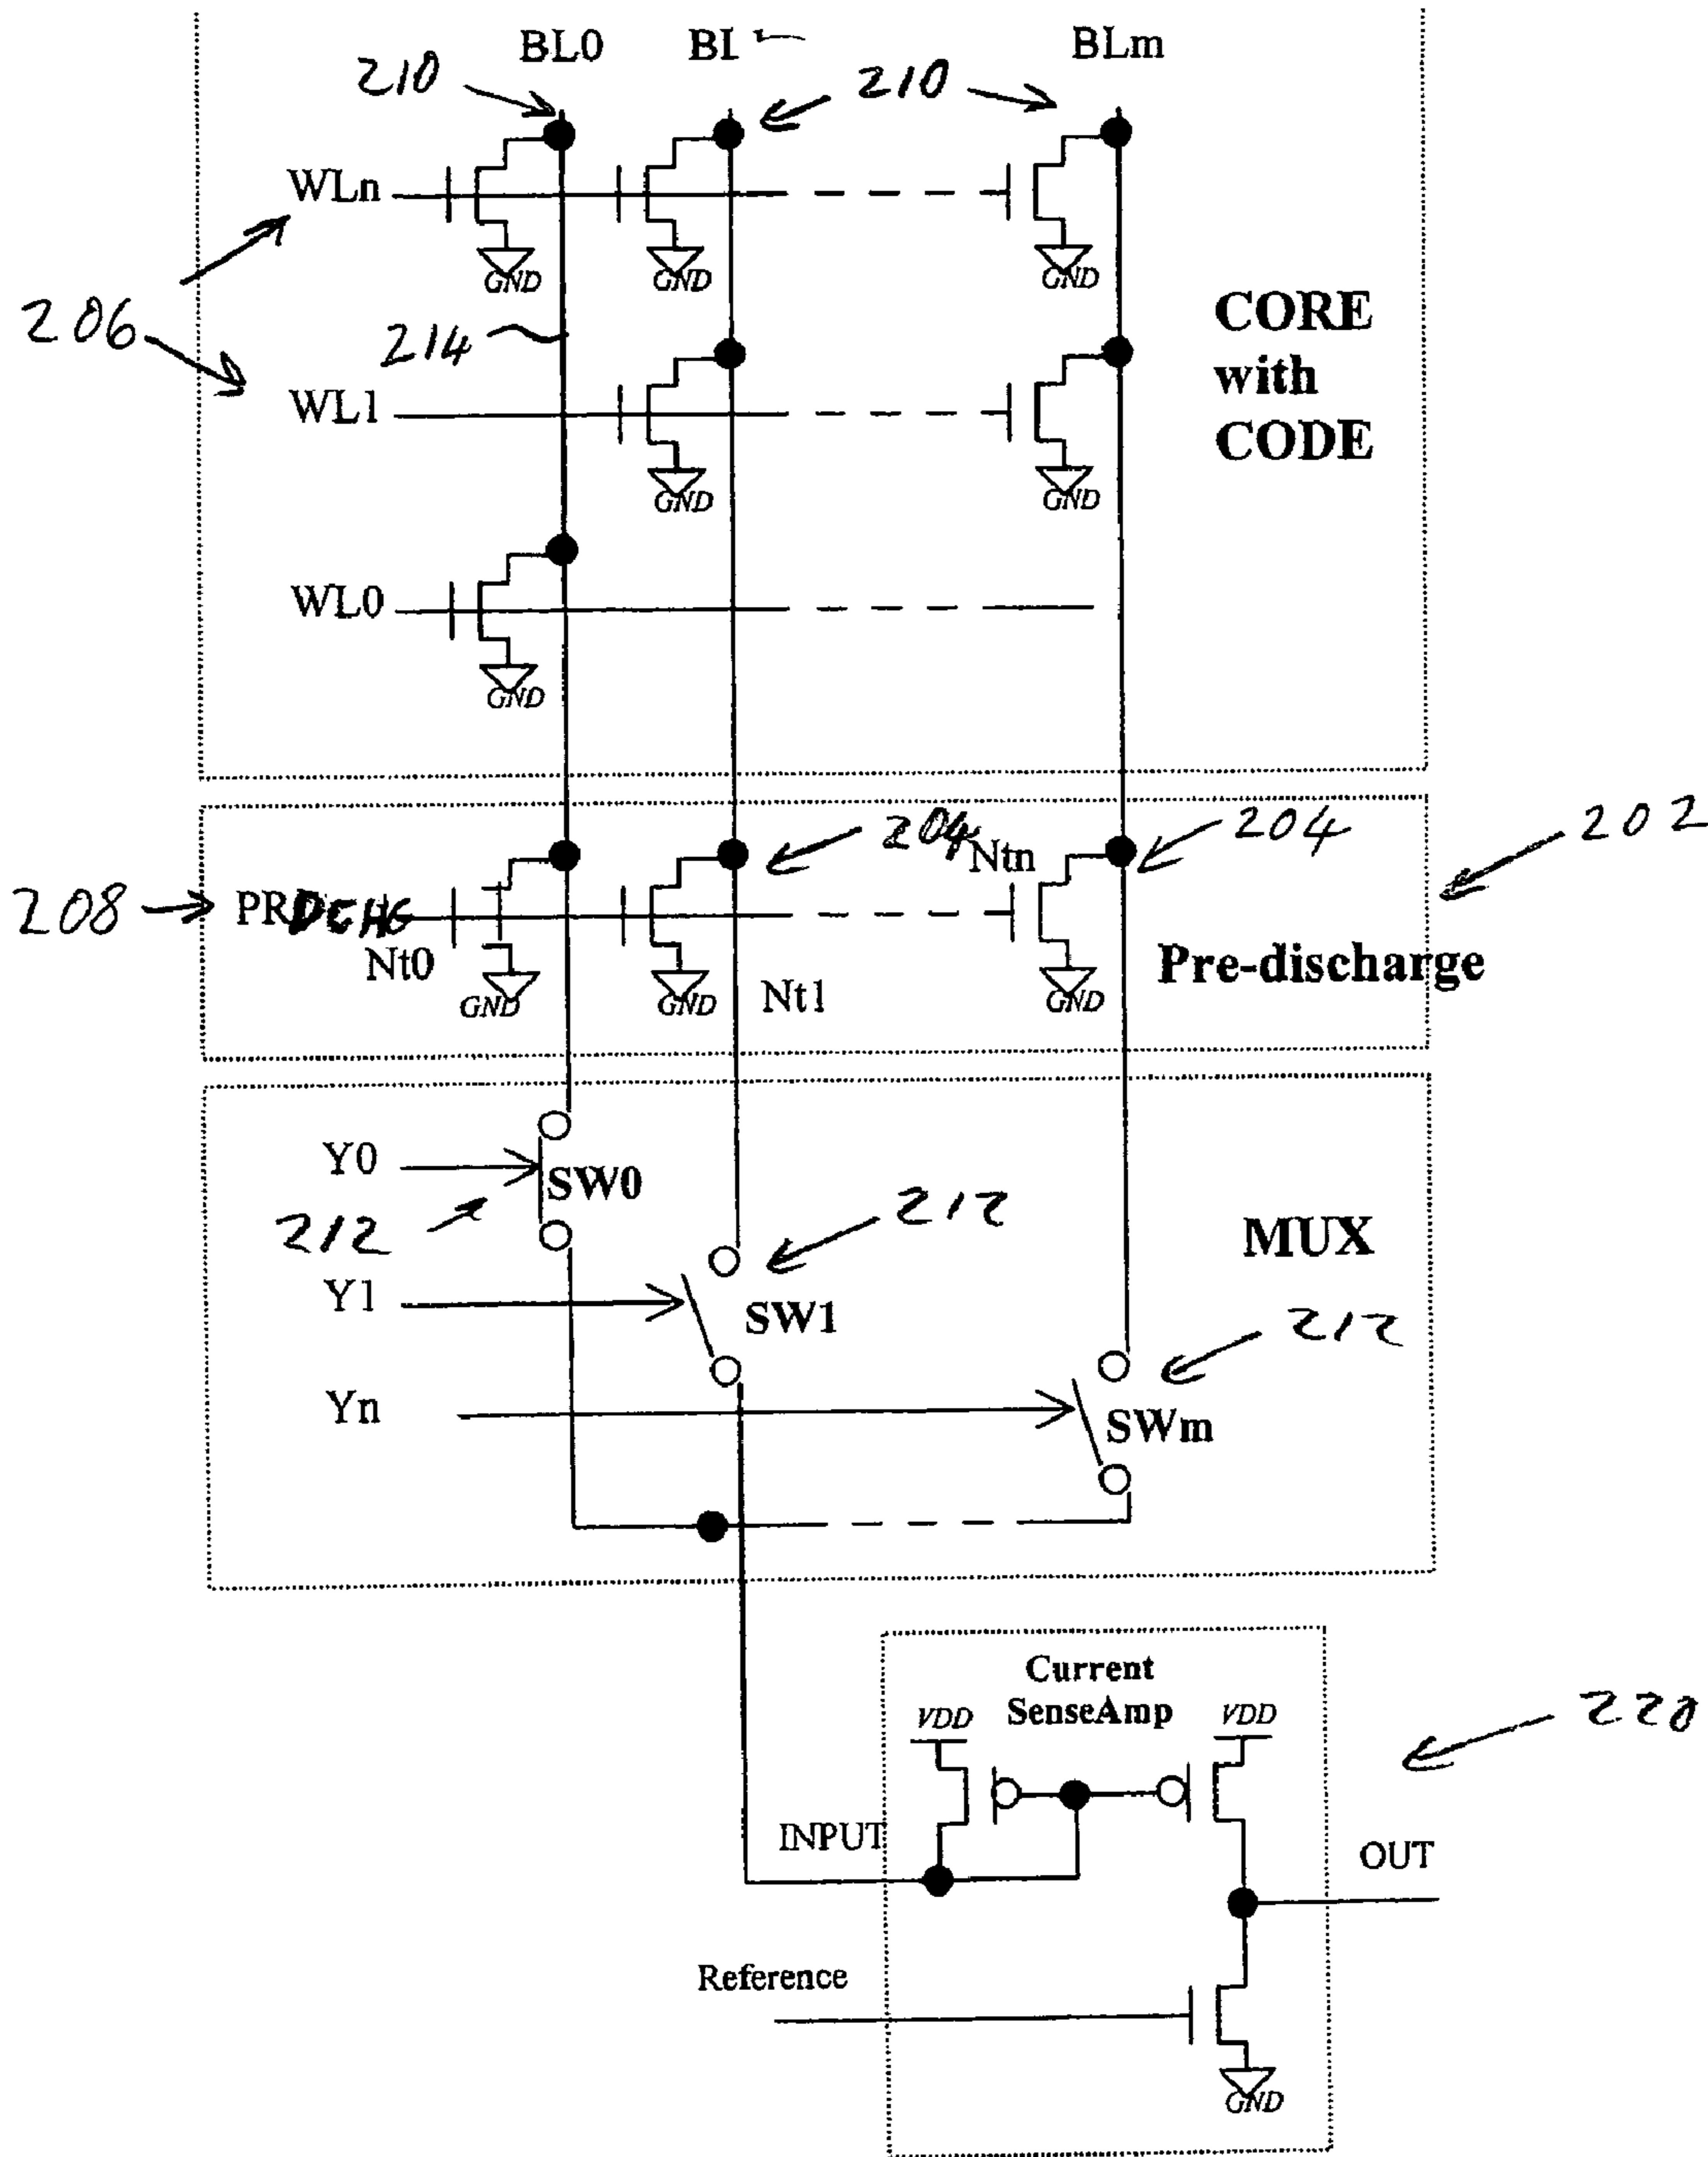 BL0 BL BLm
210 210
WLn
GND GND GND
206
214
CORE
with
CODE
WL1
GND GND
WL0
GND
204 204 202
Ntn
208 PRDCHG
Nt0
GND GND Nt1 GND
Pre-discharge
Y0
SW0
212 212
MUX
Y1
SW1
212
Yn
SWm
Current
SenseAmp
VDD VDD
220
INPUT
OUT
Reference
GND